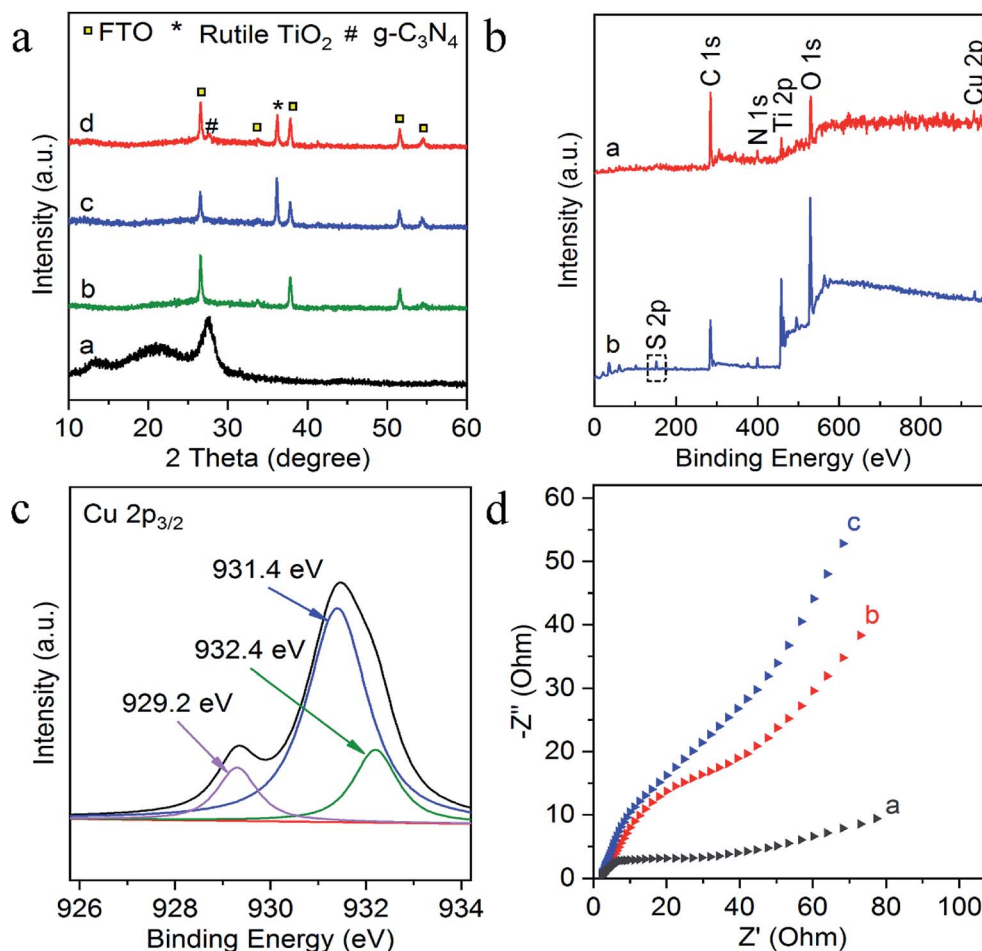 a
FTO * Rutile TiO2 # g-C3N4
d
#
*
c
b
a
Intensity (a.u.)
10 20 30 40 50 60
2 Theta (degree)
b
C 1s
N 1s
Ti 2p
O 1s
Cu 2p
a
S 2p
b
Intensity (a.u.)
0 200 400 600 800
Binding Energy (eV)
c
Cu 2p3/2
931.4 eV
932.4 eV
929.2 eV
Intensity (a.u.)
926 928 930 932 934
Binding Energy (eV)
d
60
50
40
30
20
10
0
c
b
a
-Z'' (Ohm)
0 20 40 60 80 100
Z' (Ohm)